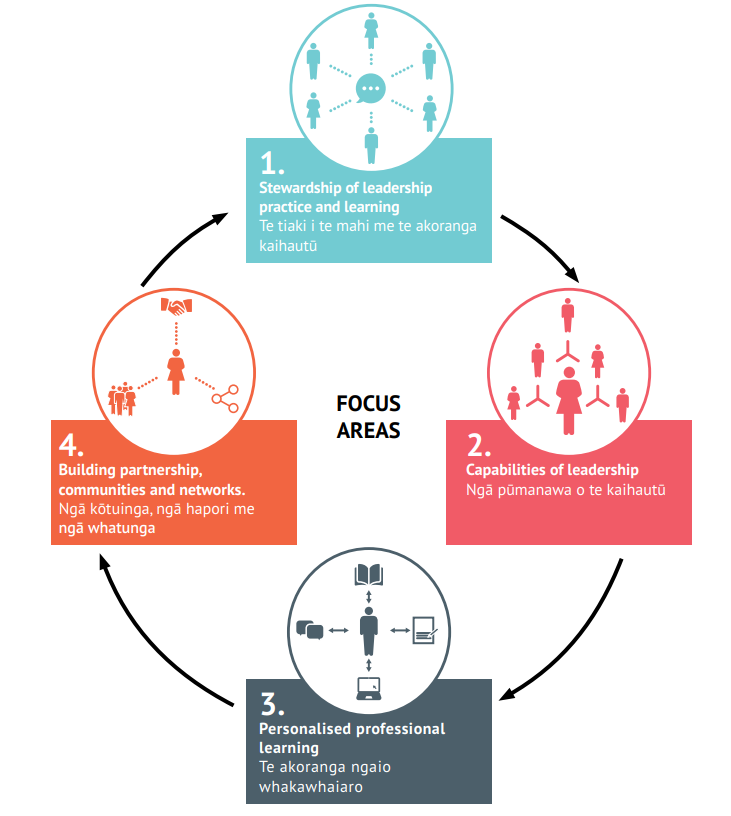 1.
Stewardship of leadership
practice and learning
Te tiaki i te mahi me te akoranga
kaihautū
FOCUS
AREAS
2.
Capabilities of leadership
Ngā pūmanawa o te kaihautū
3.
Personalised professional
learning
Te akoranga ngaio
whakawhaiaro
4.
Building partnership,
communities and networks.
Ngā kōtuinga, ngā hapori me
ngā whatunga